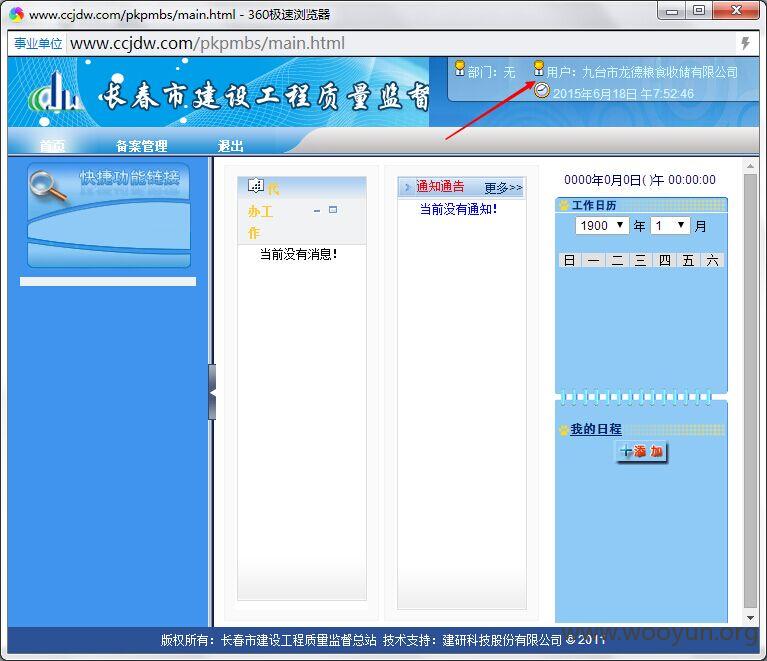 www.ccjdw.com/pkpmbs/main.html - 360极速浏览器
事业单位 www.ccjdw.com/pkpmbs/main.html
长春市建设工程质量监督
部门：无 用户：九台市龙德粮食收储有限公司
2015年6月18日 午7:52:46
首页 备案管理 退出
快捷功能链接
代
办工
作
当前没有消息！
通知通告 更多>>
当前没有通知！
0000年0月0日( )午 00:00:00
工作日历
1900 年 1 月
日 一 二 三 四 五 六
我的日程
添加
版权所有：长春市建设工程质量监督总站 技术支持：建研科技股份有限公司 © 2011
www.wooyun.org